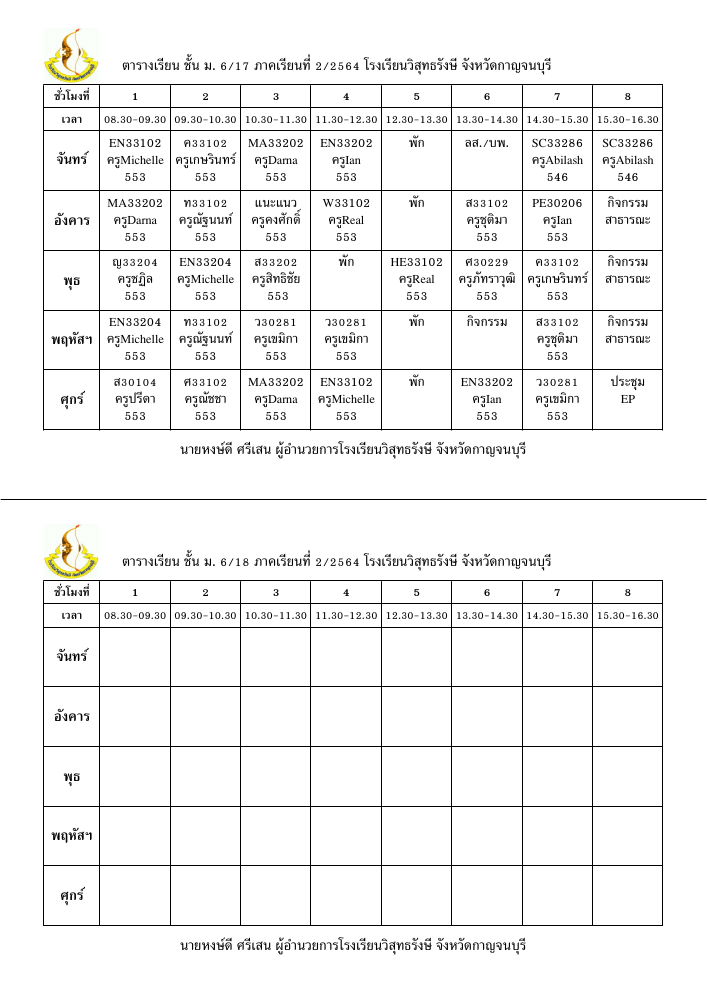 ตารางเรียน ชั้น ม. 6/17 ภาคเรียนที่ 2/2564 โรงเรียนวิสุทธรังษี จังหวัดกาญจนบุรี
ชั่วโมงที่ 1 2 3 4 5 6 7 8
เวลา 08.30-09.30 09.30-10.30 10.30-11.30 11.30-12.30 12.30-13.30 13.30-14.30 14.30-15.30 15.30-16.30
EN33102 ค33102 MA33202 EN33202 พัก ลส./บพ. SC33286 SC33286
จันทร์ ครูMichelle ครูเกษรินทร์ ครูDarna ครูIan ครูAbilash ครูAbilash
553 553 553 553 546 546
MA33202 ท33102 แนะแนว W33102 พัก ส33102 PE30206 กิจกรรม
อังคาร ครูDarna ครูณัฐนนท์ ครูคงศักดิ์ ครูReal ครูชุติมา ครูIan สาธารณะ
553 553 553 553 553 553
ญ33204 EN33204 ส33202 พัก HE33102 ศ30229 ค33102 กิจกรรม
พุธ ครูชฎิล ครูMichelle ครูสิทธิชัย ครูReal ครูภัทราวุฒิ ครูเกษรินทร์ สาธารณะ
553 553 553 553 553 553
EN33204 ท33102 ว30281 ว30281 พัก กิจกรรม ส33102 กิจกรรม
พฤหัสฯ ครูMichelle ครูณัฐนนท์ ครูเขมิกา ครูเขมิกา ครูชุติมา สาธารณะ
553 553 553 553 553
ส30104 ศ33102 MA33202 EN33102 พัก EN33202 ว30281 ประชุม
ศุกร์ ครูปรีดา ครูณัชชา ครูDarna ครูMichelle ครูIan ครูเขมิกา EP
553 553 553 553 553 553
นายหงษ์ดี ศรีเสน ผู้อำนวยการโรงเรียนวิสุทธรังษี จังหวัดกาญจนบุรี
ตารางเรียน ชั้น ม. 6/18 ภาคเรียนที่ 2/2564 โรงเรียนวิสุทธรังษี จังหวัดกาญจนบุรี
ชั่วโมงที่ 1 2 3 4 5 6 7 8
เวลา 08.30-09.30 09.30-10.30 10.30-11.30 11.30-12.30 12.30-13.30 13.30-14.30 14.30-15.30 15.30-16.30
จันทร์
อังคาร
พุธ
พฤหัสฯ
ศุกร์
นายหงษ์ดี ศรีเสน ผู้อำนวยการโรงเรียนวิสุทธรังษี จังหวัดกาญจนบุรี